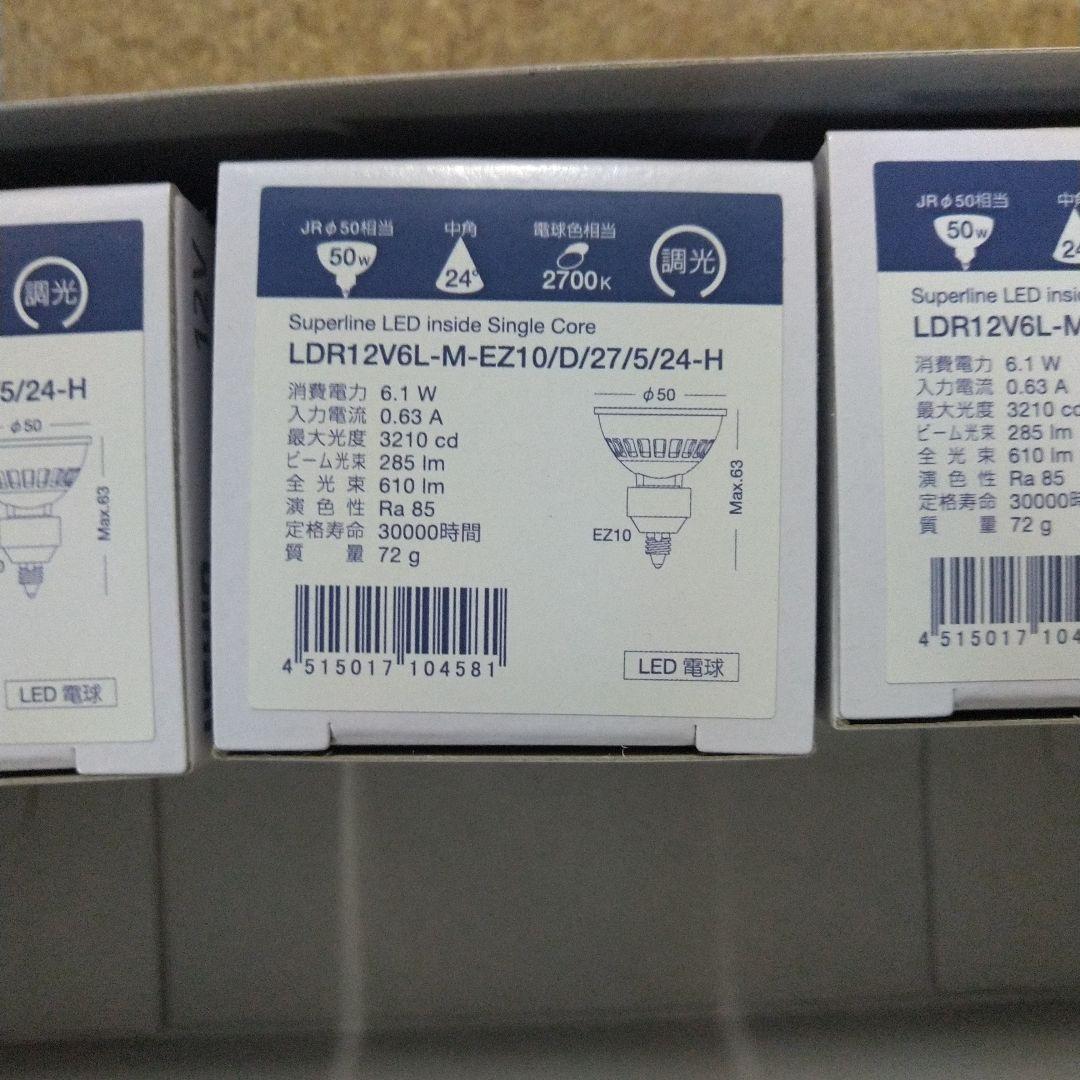 調光
12V
5/24-H
φ50
Max.63
LED 電球
JRφ50相当
50W
中角
24°
電球色相当
2700K
調光
Superline LED inside Single Core
LDR12V6L-M-EZ10/D/27/5/24-H
消費電力 6.1 W
入力電流 0.63 A
最大光度 3210 cd
ビーム光束 285 lm
全光束 610 lm
演色性 Ra 85
定格寿命 30000時間
質量 72 g
φ50
Max.63
EZ10
4 515017 104581
LED 電球
JRφ50相当
50W
中
24
Superline LED
LDR12V6L-M
消費電力 6.1 W
入力電流 0.63 A
最大光度 3210
ビーム光束 285 lm
全光束 610 lm
演色性 Ra 85
定格寿命 30000
質量 72 g
4 515017 104